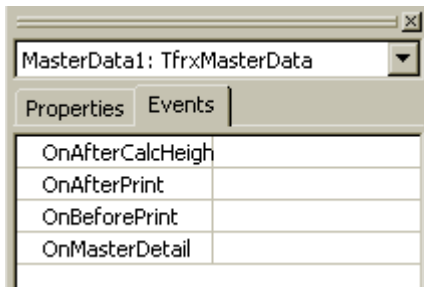 MasterData1: TfrxMasterData
Properties Events
OnAfterCalcHeigh
OnAfterPrint
OnBeforePrint
OnMasterDetail